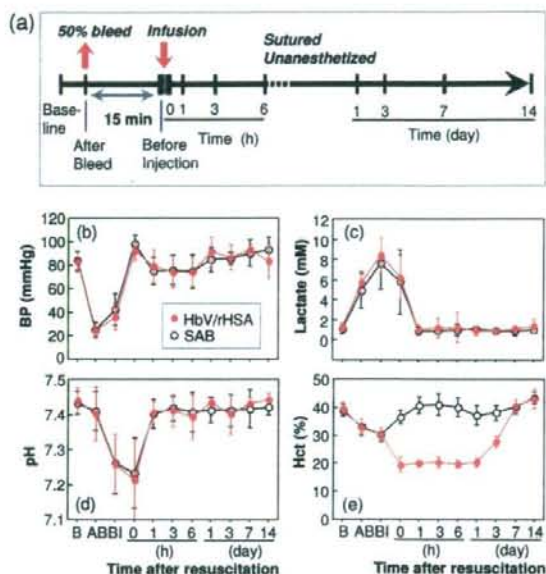 (a)
50% bleed
Infusion
Sutured
Unanesthetized
Base-
line
15 min
0 1 3 6 1 3 7 14
After
Bleed
Before
Injection
Time (h)
Time (day)
(b)
BP (mmHg)
120
100
80
60
40
20
0
HbV/rHSA
SAB
(c)
Lactate (mM)
12
10
8
6
4
2
0
(d)
pH
7.5
7.4
7.3
7.2
7.1
B ABBI 0 1 3 6 1 3 7 14
(h) (day)
Time after resuscitation
(e)
Hct (%)
50
40
30
20
10
0
B ABBI 0 1 3 6 1 3 7 14
(h) (day)
Time after resuscitation